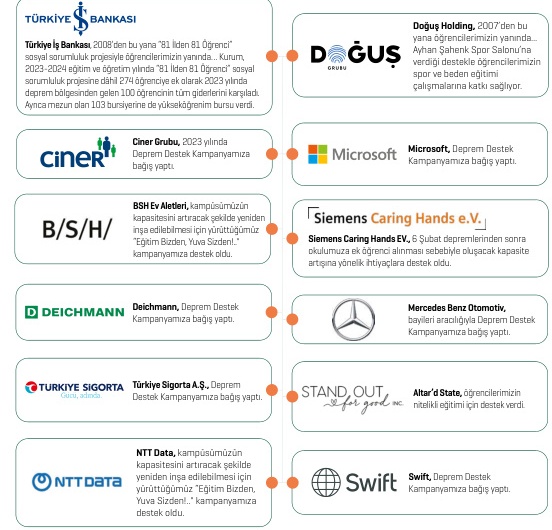 TÜRKİYE İŞ BANKASI
Türkiye İş Bankası, 2008'den bu yana "81 İlden 81 Öğrenci"
sosyal sorumluluk projesiyle öğrencilerimizin yanında... Kurum,
2023-2024 eğitim ve öğretim yılında "81 İlden 81 Öğrenci" sosyal
sorumluluk projesine dâhil 274 öğrenciye ek olarak 2023 yılında
deprem bölgesinden gelen 100 öğrencinin tüm giderlerini karşıladı.
Ayrıca mezun olan 103 bursiyerine de yükseköğrenim bursu verdi.
DOĞUŞ
GRUBU
Doğuş Holding, 2007'den bu
yana öğrencilerimizin yanında...
Ayhan Şahenk Spor Salonu'na
verdiği destekle öğrencilerimizin
spor ve beden eğitimi
çalışmalarına katkı sağlıyor.
CINER
Ciner Grubu, 2023 yılında
Deprem Destek Kampanyamıza
bağış yaptı.
Microsoft
Microsoft, Deprem Destek
Kampanyamıza bağış yaptı.
B/S/H/
BSH Ev Aletleri, kampüsümüzün
kapasitesini artıracak şekilde yeniden
inşa edilebilmesi için yürüttüğümüz
"Eğitim Bizden, Yuva Sizden!.."
kampanyamıza destek oldu.
Siemens Caring Hands e.V.
Siemens Caring Hands EV., 6 Şubat depremlerinden sonra
okulumuza ek öğrenci alınması sebebiyle oluşacak kapasite
artışına yönelik ihtiyaçlara destek oldu.
DEICHMANN
Deichmann, Deprem Destek
Kampanyamıza bağış yaptı.
Mercedes Benz Otomotiv,
bayileri aracılığıyla Deprem Destek
Kampanyamıza bağış yaptı.
TÜRKİYE SİGORTA
Gücü, adında.
Türkiye Sigorta A.Ş., Deprem
Destek Kampanyamıza bağış yaptı.
STAND OUT
for good INC.
Altar'd State, öğrencilerimizin
nitelikli eğitimi için destek verdi.
NTT DATA
NTT Data, kampüsümüzün
kapasitesini artıracak şekilde
yeniden inşa edilebilmesi için
yürüttüğümüz "Eğitim Bizden,
Yuva Sizden!.." kampanyamıza
destek oldu.
Swift
Swift, Deprem Destek
Kampanyamıza bağış yaptı.